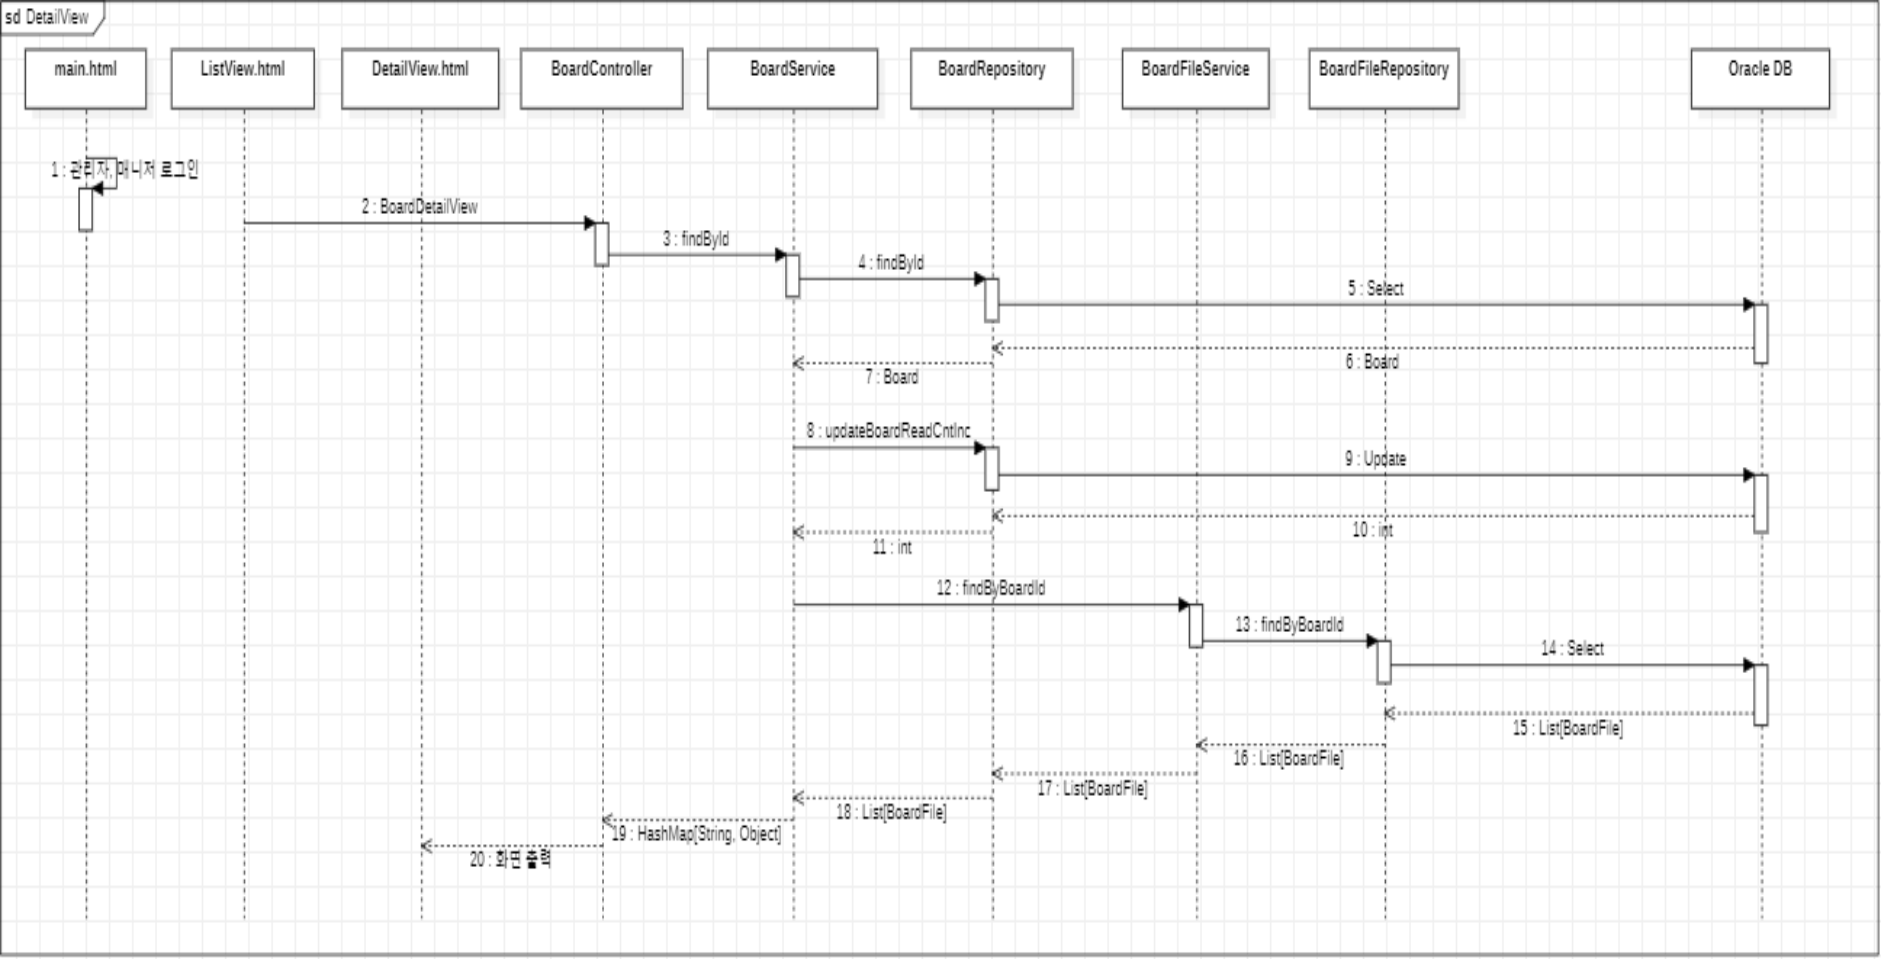 sd DetailView
main.html
ListView.html
DetailView.html
BoardController
BoardService
BoardRepository
BoardFileService
BoardFileRepository
Oracle DB
1 : 관리자, 매니저 로그인
2 : BoardDetailView
3 : findById
4 : findById
5 : Select
6 : Board
7 : Board
8 : updateBoardReadCntInc
9 : Update
10 : int
11 : int
12 : findByBoardId
13 : findByBoardId
14 : Select
15 : List[BoardFile]
16 : List[BoardFile]
17 : List[BoardFile]
18 : List[BoardFile]
19 : HashMap[String, Object]
20 : 화면 출력